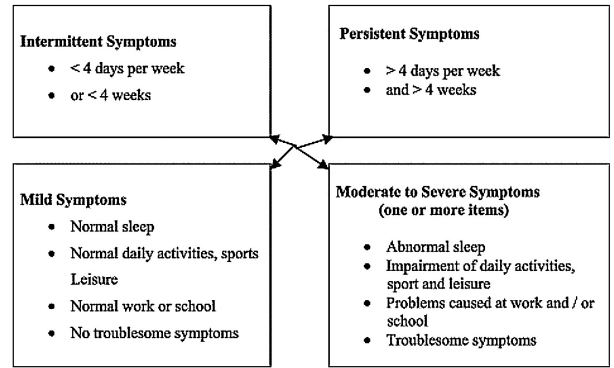 Intermittent Symptoms
• < 4 days per week
• or < 4 weeks
Persistent Symptoms
• > 4 days per week
• and > 4 weeks
Mild Symptoms
• Normal sleep
• Normal daily activities, sports
Leisure
• Normal work or school
• No troublesome symptoms
Moderate to Severe Symptoms
(one or more items)
• Abnormal sleep
• Impairment of daily activities,
sport and leisure
• Problems caused at work and / or
school
• Troublesome symptoms